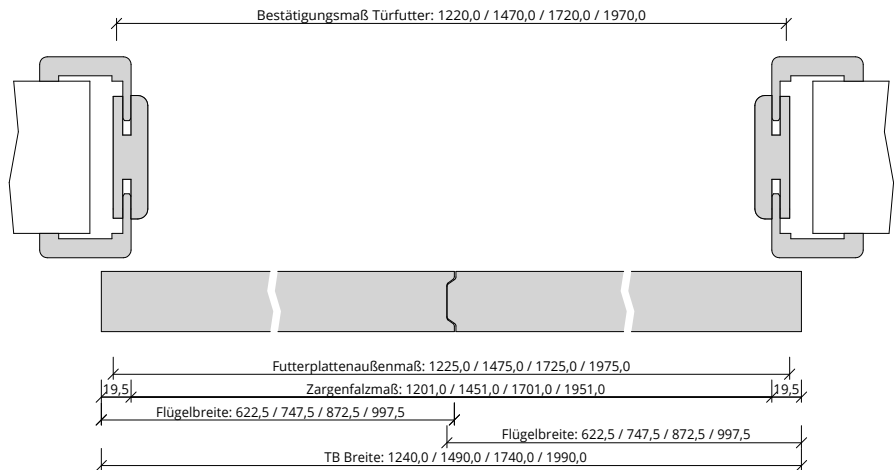 Bestätigungsmaß Türfutter: 1220,0 / 1470,0 / 1720,0 / 1970,0
Futterplattenaußenmaß: 1225,0 / 1475,0 / 1725,0 / 1975,0
19,5 Zargenfalzmaß: 1201,0 / 1451,0 / 1701,0 / 1951,0 19,5
Flügelbreite: 622,5 / 747,5 / 872,5 / 997,5
Flügelbreite: 622,5 / 747,5 / 872,5 / 997,5
TB Breite: 1240,0 / 1490,0 / 1740,0 / 1990,0